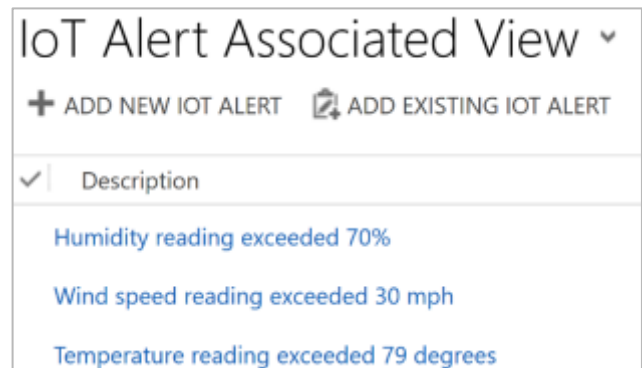 IoT Alert Associated View
ADD NEW IOT ALERT ADD EXISTING IOT ALERT
Description
Humidity reading exceeded 70%
Wind speed reading exceeded 30 mph
Temperature reading exceeded 79 degrees